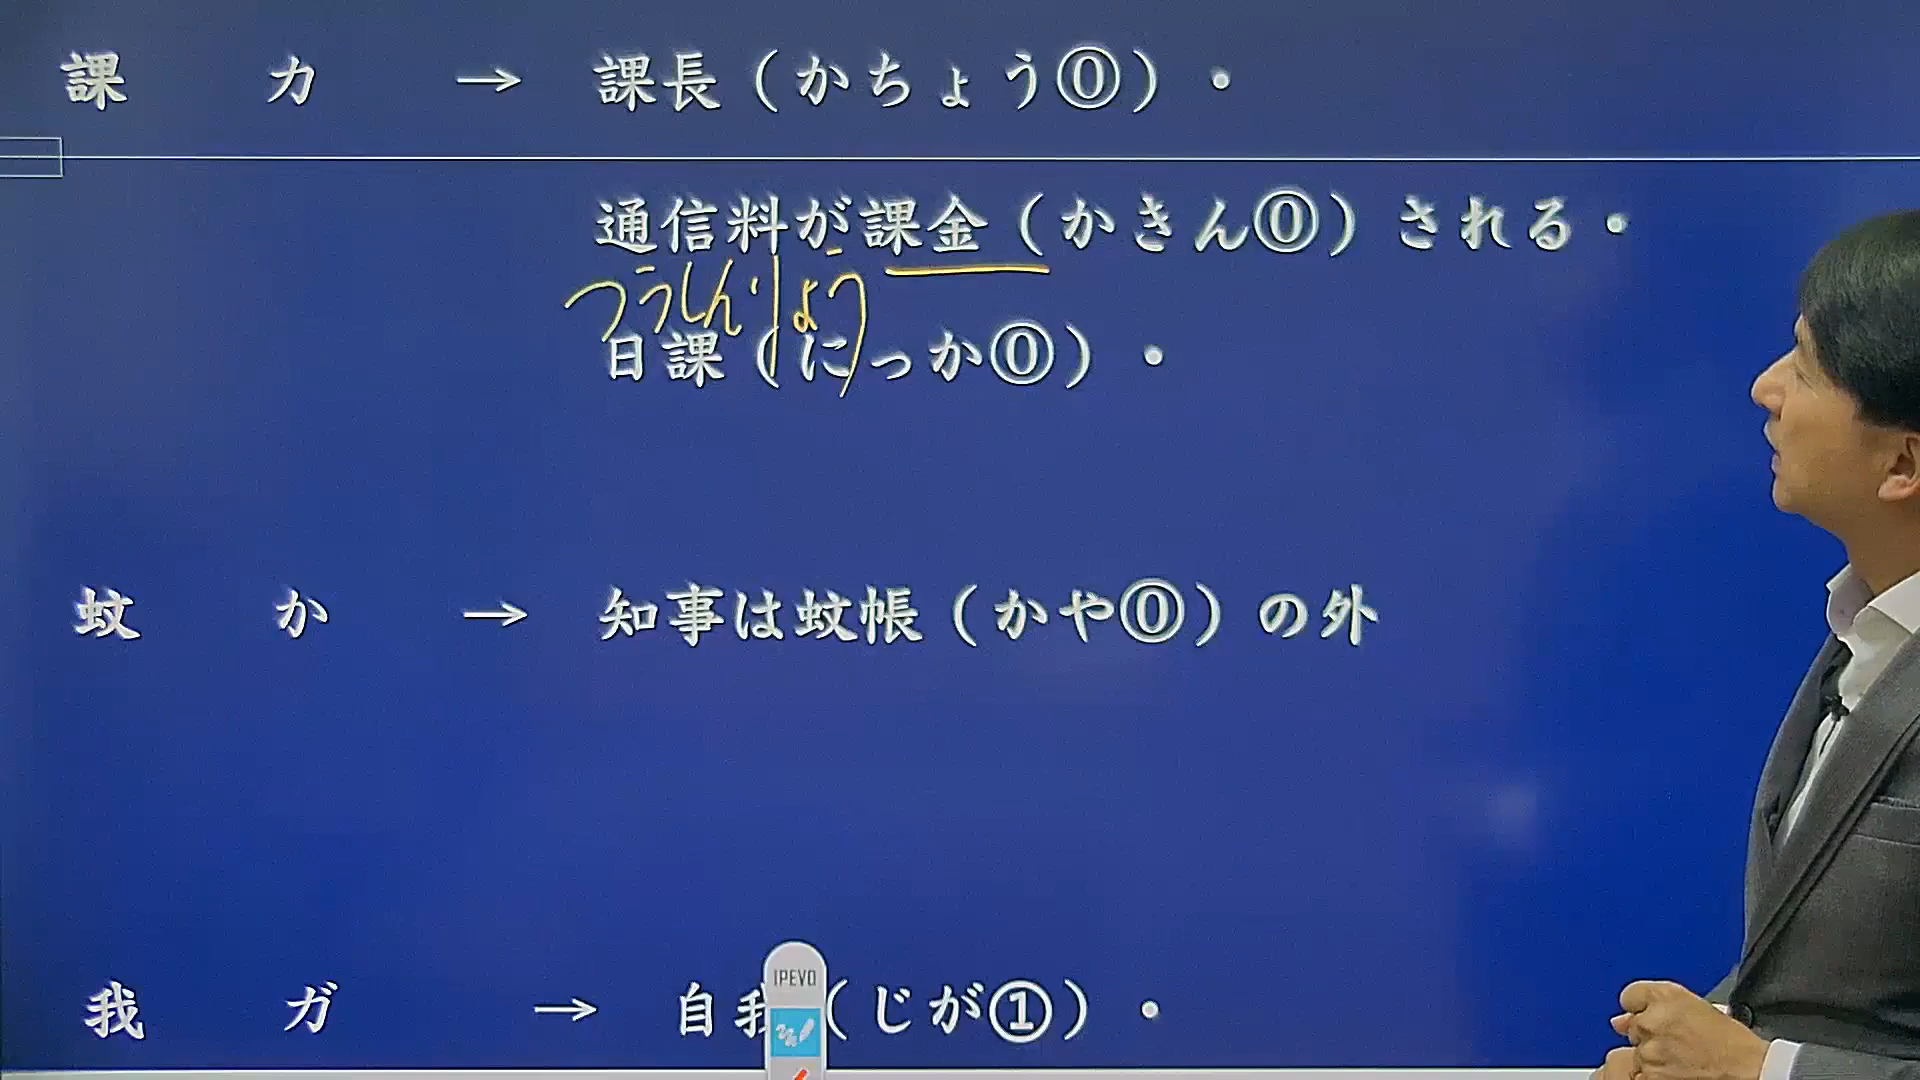 課 カ → 課長（かちょう⓪）・
通信料が課金（かきん⓪）される・
つうしんりょう
日課（にっか⓪）・
蚊 か → 知事は蚊帳（かや⓪）の外
我 ガ → 自我（じが①）・
IPEVO